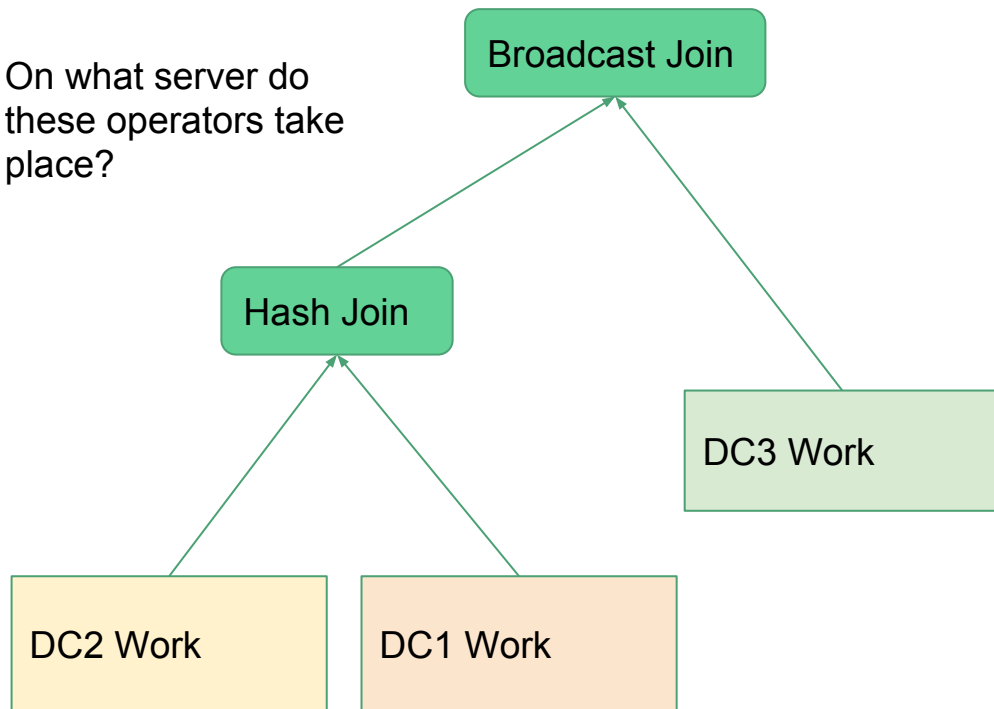 Broadcast Join
On what server do
these operators take
place?
Hash Join
DC3 Work
DC2 Work
DC1 Work